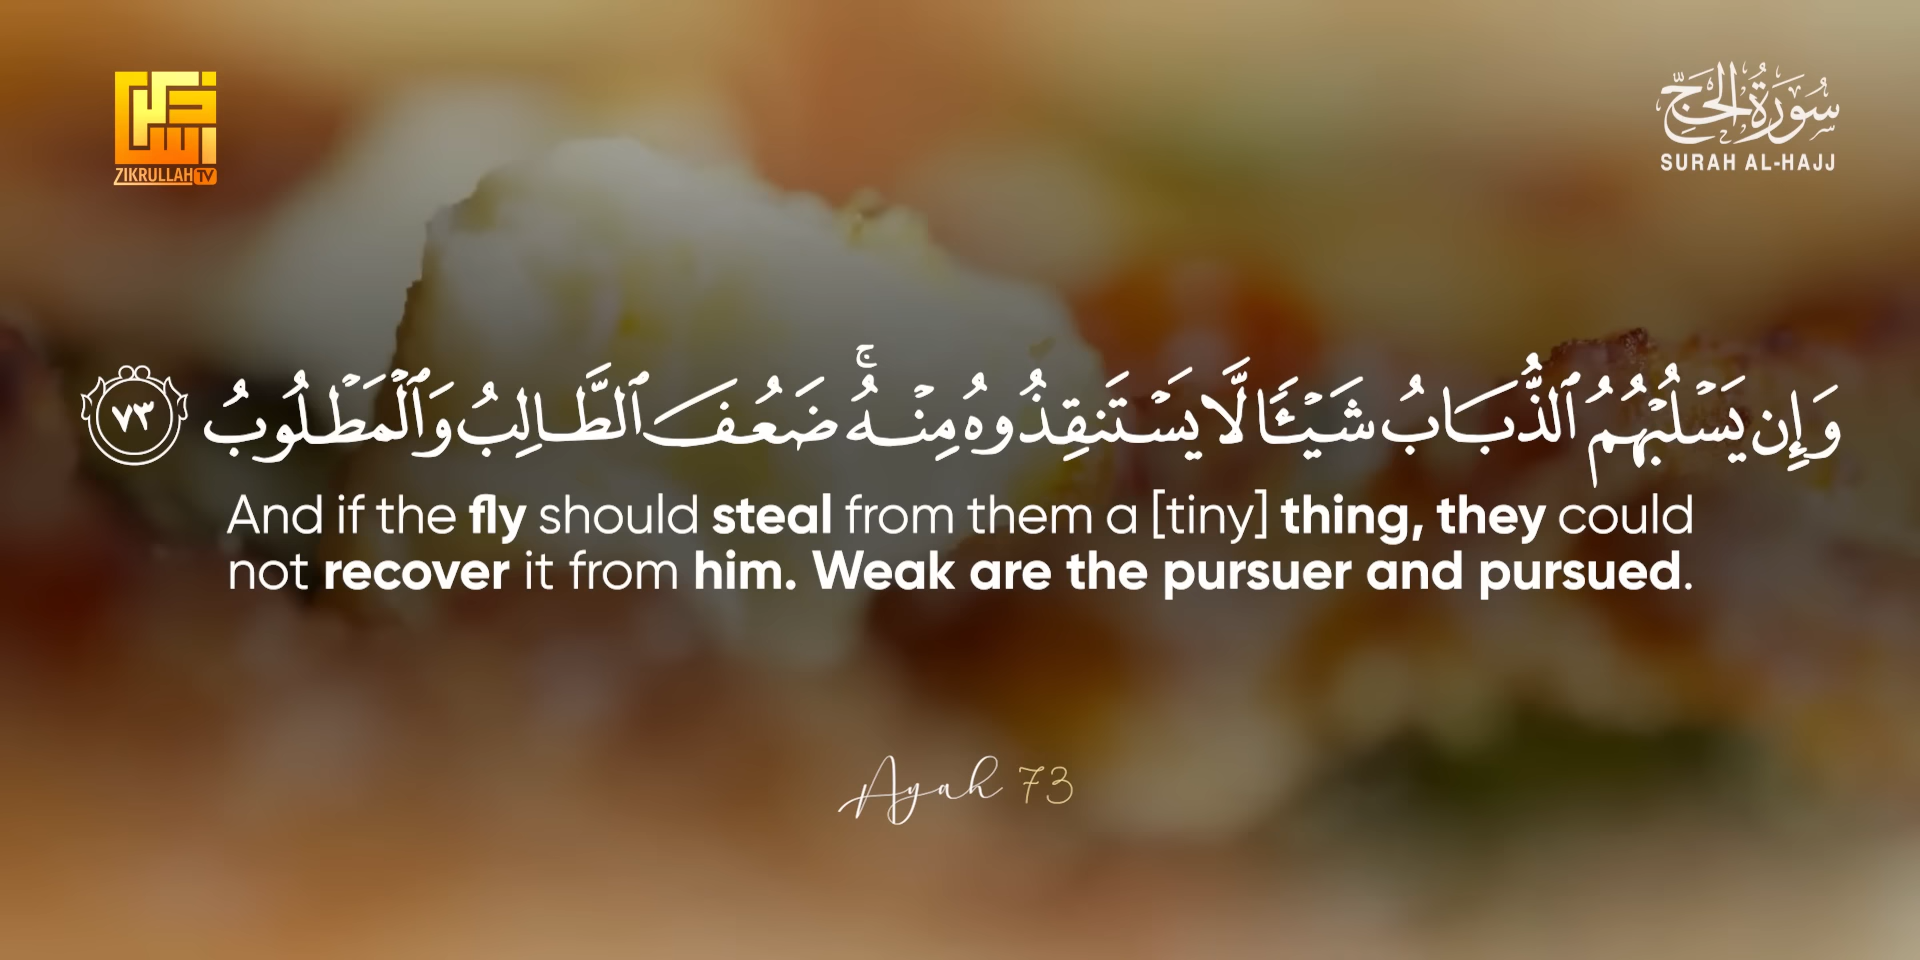 ذكر الله
ZIKRULLAH TV
سُورَةُ الحَجِّ
SURAH AL-HAJJ
وَإِن يَسْلُبْهُمُ ٱلذُّبَابُ شَيْـًٔا لَّا يَسْتَنقِذُوهُ مِنْهُ ۚ ضَعُفَ ٱلطَّالِبُ وَٱلْمَطْلُوبُ ٧٣
And if the fly should steal from them a [tiny] thing, they could
not recover it from him. Weak are the pursuer and pursued.
Ayah 73